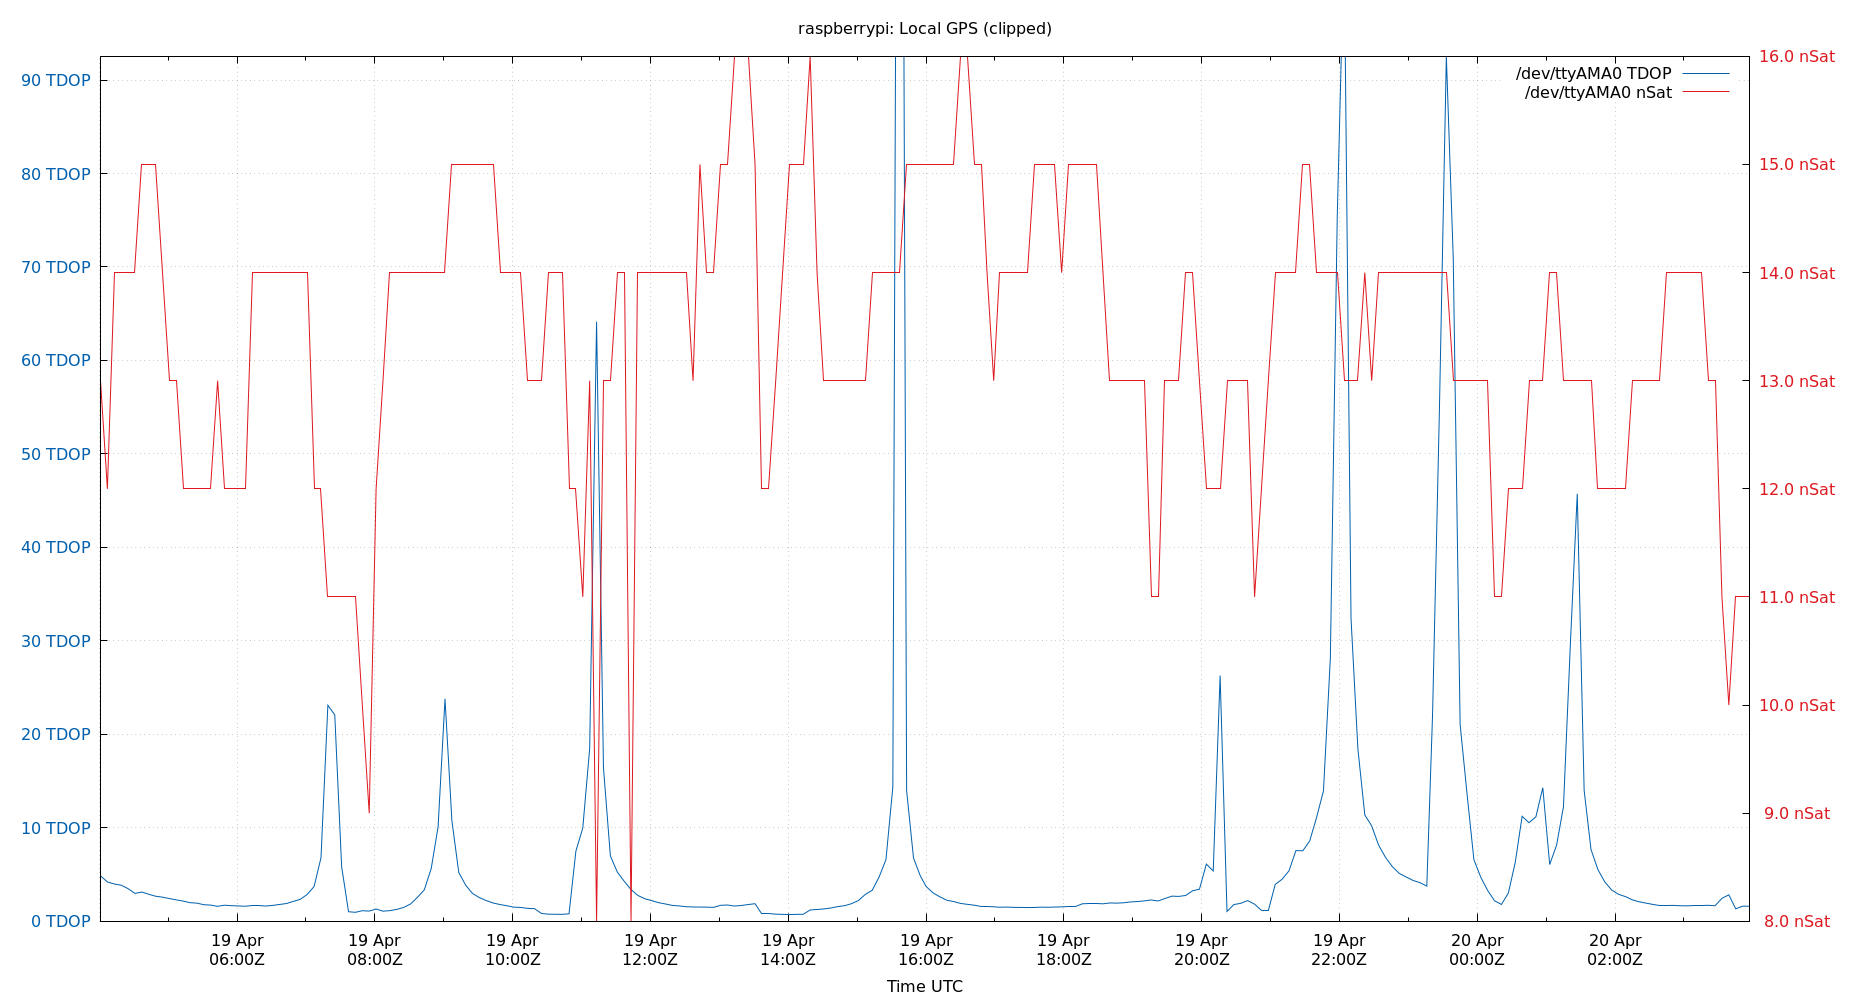 raspberrypi: Local GPS (clipped)
90 TDOP
80 TDOP
70 TDOP
60 TDOP
50 TDOP
40 TDOP
30 TDOP
20 TDOP
10 TDOP
0 TDOP
16.0 nSat
15.0 nSat
14.0 nSat
13.0 nSat
12.0 nSat
11.0 nSat
10.0 nSat
9.0 nSat
8.0 nSat
/dev/ttyAMA0 TDOP
/dev/ttyAMA0 nSat
19 Apr
06:00Z
19 Apr
08:00Z
19 Apr
10:00Z
19 Apr
12:00Z
19 Apr
14:00Z
19 Apr
16:00Z
19 Apr
18:00Z
19 Apr
20:00Z
19 Apr
22:00Z
20 Apr
00:00Z
20 Apr
02:00Z
Time UTC